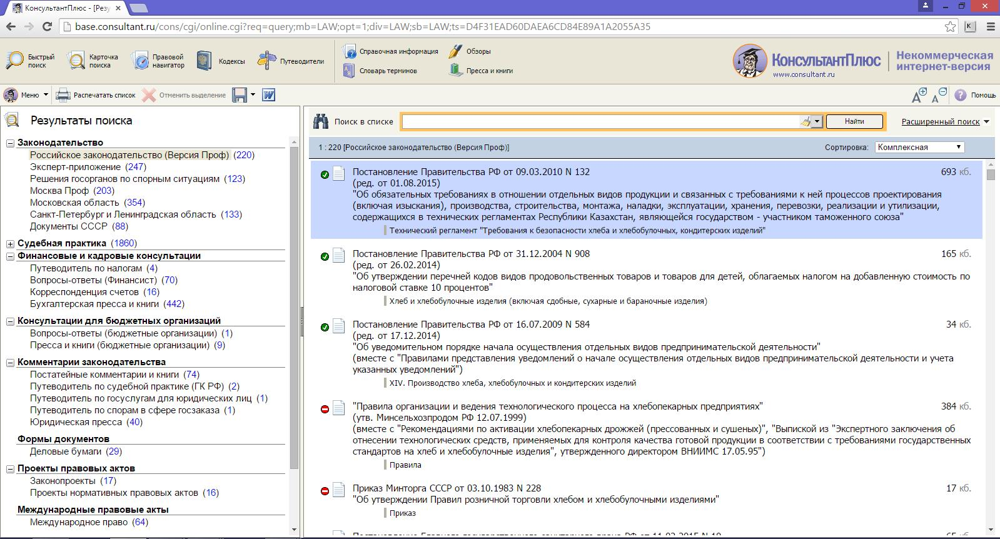 КонсультантПлюс - [Резу
base.consultant.ru/cons/cgi/online.cgi?req=query;mb=LAW;opt=1;div=LAW;sb=LAW;ts=D4F31EAD60DAEA6CD84E89A1A2055A35
Быстрый поиск
Карточка поиска
Правовой навигатор
Кодексы
Путеводители
Справочная информация
Обзоры
Словарь терминов
Пресса и книги
КонсультантПлюс
www.consultant.ru
Некоммерческая
интернет-версия
Меню
Распечатать список
Отменить выделение
Помощь
Результаты поиска
Законодательство
Российское законодательство (Версия Проф) (220)
Эксперт-приложение (247)
Решения госорганов по спорным ситуациям (123)
Москва Проф (203)
Московская область (354)
Санкт-Петербург и Ленинградская область (133)
Документы СССР (88)
Судебная практика (1860)
Финансовые и кадровые консультации
Путеводитель по налогам (4)
Вопросы-ответы (Финансист) (70)
Корреспонденция счетов (16)
Бухгалтерская пресса и книги (442)
Консультации для бюджетных организаций
Вопросы-ответы (бюджетные организации) (1)
Пресса и книги (бюджетные организации) (9)
Комментарии законодательства
Постатейные комментарии и книги (74)
Путеводитель по судебной практике (ГК РФ) (2)
Путеводитель по госуслугам для юридических лиц (1)
Путеводитель по спорам в сфере госзаказа (1)
Юридическая пресса (40)
Формы документов
Деловые бумаги (29)
Проекты правовых актов
Законопроекты (17)
Проекты нормативных правовых актов (16)
Международные правовые акты
Международное право (64)
Поиск в списке
Найти
Расширенный поиск
1 : 220 [Российское законодательство (Версия Проф)]
Сортировка: Комплексная
Постановление Правительства РФ от 09.03.2010 N 132 693 кб.
(ред. от 01.08.2015)
"Об обязательных требованиях в отношении отдельных видов продукции и связанных с требованиями к ней процессов проектирования
(включая изыскания), производства, строительства, монтажа, наладки, эксплуатации, хранения, перевозки, реализации и утилизации,
содержащихся в технических регламентах Республики Казахстан, являющейся государством - участником таможенного союза"
Технический регламент "Требования к безопасности хлеба и хлебобулочных, кондитерских изделий"
Постановление Правительства РФ от 31.12.2004 N 908 165 кб.
(ред. от 26.02.2014)
"Об утверждении перечней кодов видов продовольственных товаров и товаров для детей, облагаемых налогом на добавленную стоимость по
налоговой ставке 10 процентов"
Хлеб и хлебобулочные изделия (включая сдобные, сухарные и бараночные изделия)
Постановление Правительства РФ от 16.07.2009 N 584 34 кб.
(ред. от 17.12.2014)
"Об уведомительном порядке начала осуществления отдельных видов предпринимательской деятельности"
(вместе с "Правилами представления уведомлений о начале осуществления отдельных видов предпринимательской деятельности и учета
указанных уведомлений")
XIV. Производство хлеба, хлебобулочных и кондитерских изделий
"Правила организации и ведения технологического процесса на хлебопекарных предприятиях" 384 кб.
(утв. Минсельхозпродом РФ 12.07.1999)
(вместе с "Рекомендациями по активации хлебопекарных дрожжей (прессованных и сушеных)", "Выпиской из "Экспертного заключения об
отнесении технологических средств, применяемых для контроля качества готовой продукции в соответствии с требованиями государственных
стандартов на хлеб и хлебобулочные изделия", утвержденного директором ВНИИМС 17.05.95")
Правила
Приказ Минторга СССР от 03.10.1983 N 228 17 кб.
"Об утверждении Правил розничной торговли хлебом и хлебобулочными изделиями"
Приказ